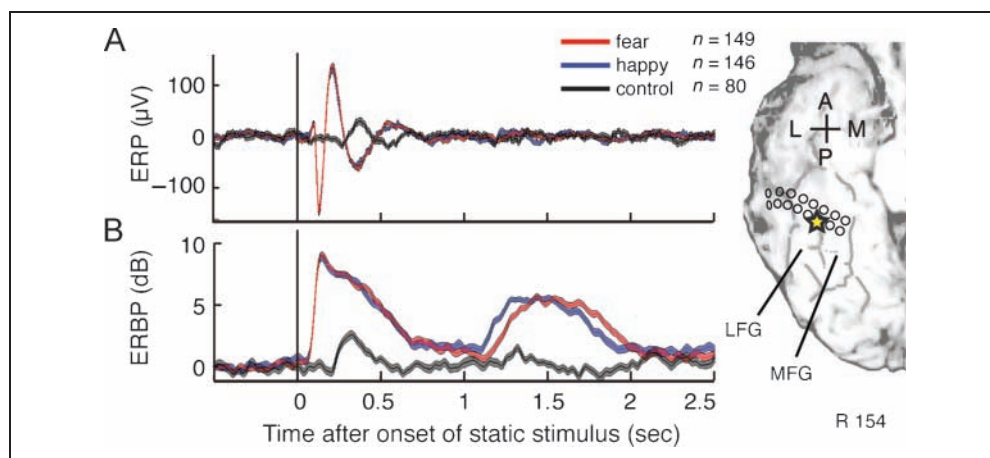 A
ERP (µV)
100
0
−100
fear n = 149
happy n = 146
control n = 80
B
ERBP (dB)
10
5
0
0 0.5 1 1.5 2 2.5
Time after onset of static stimulus (sec)
A
L M
P
LFG
MFG
R 154